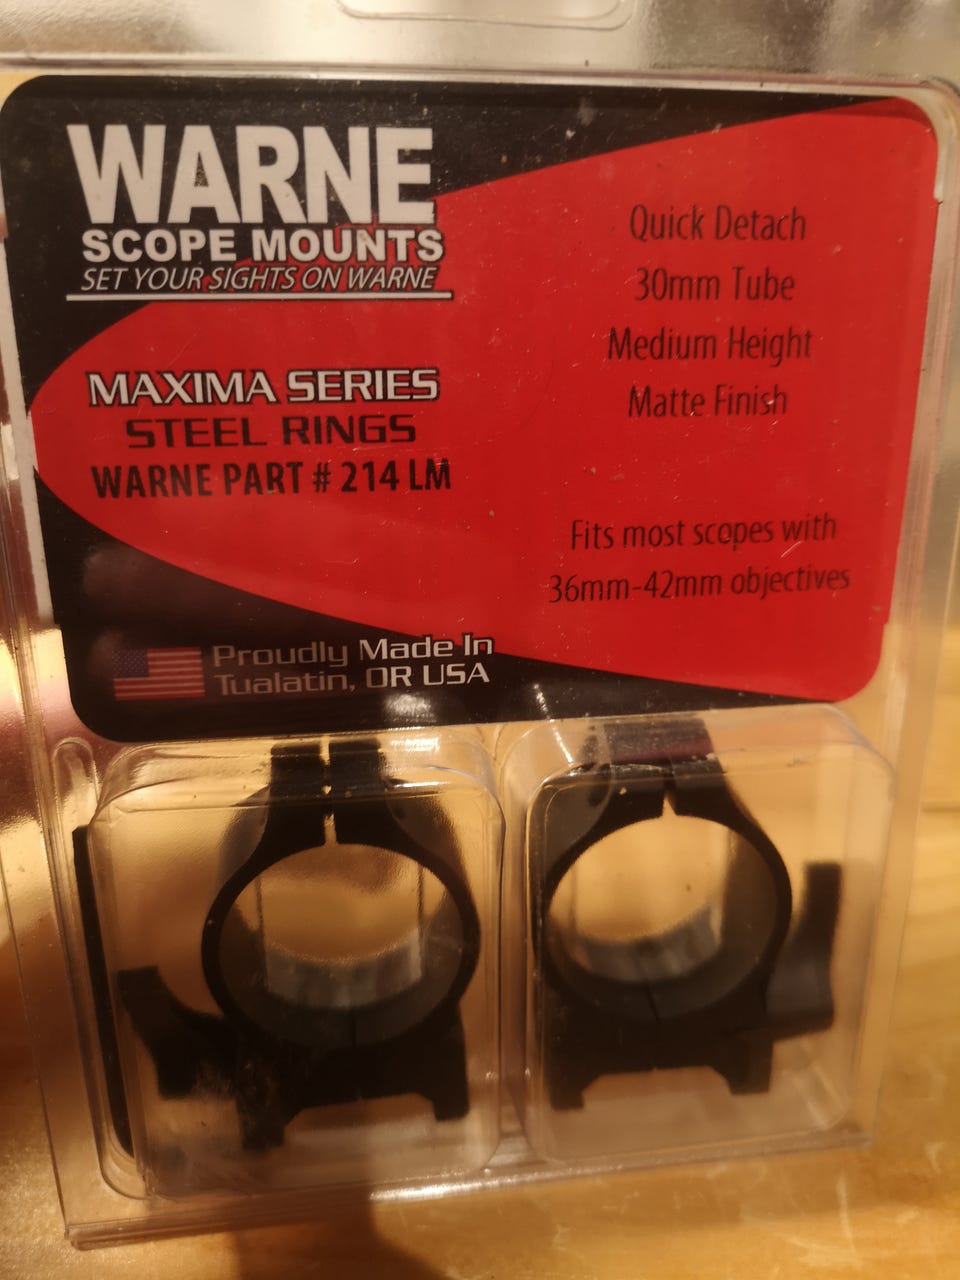 WARNE
SCOPE MOUNTS
SET YOUR SIGHTS ON WARNE
MAXIMA SERIES
STEEL RINGS
WARNE PART # 214 LM
Quick Detach
30mm Tube
Medium Height
Matte Finish
Fits most scopes with
36mm-42mm objectives
Proudly Made In
Tualatin, OR USA